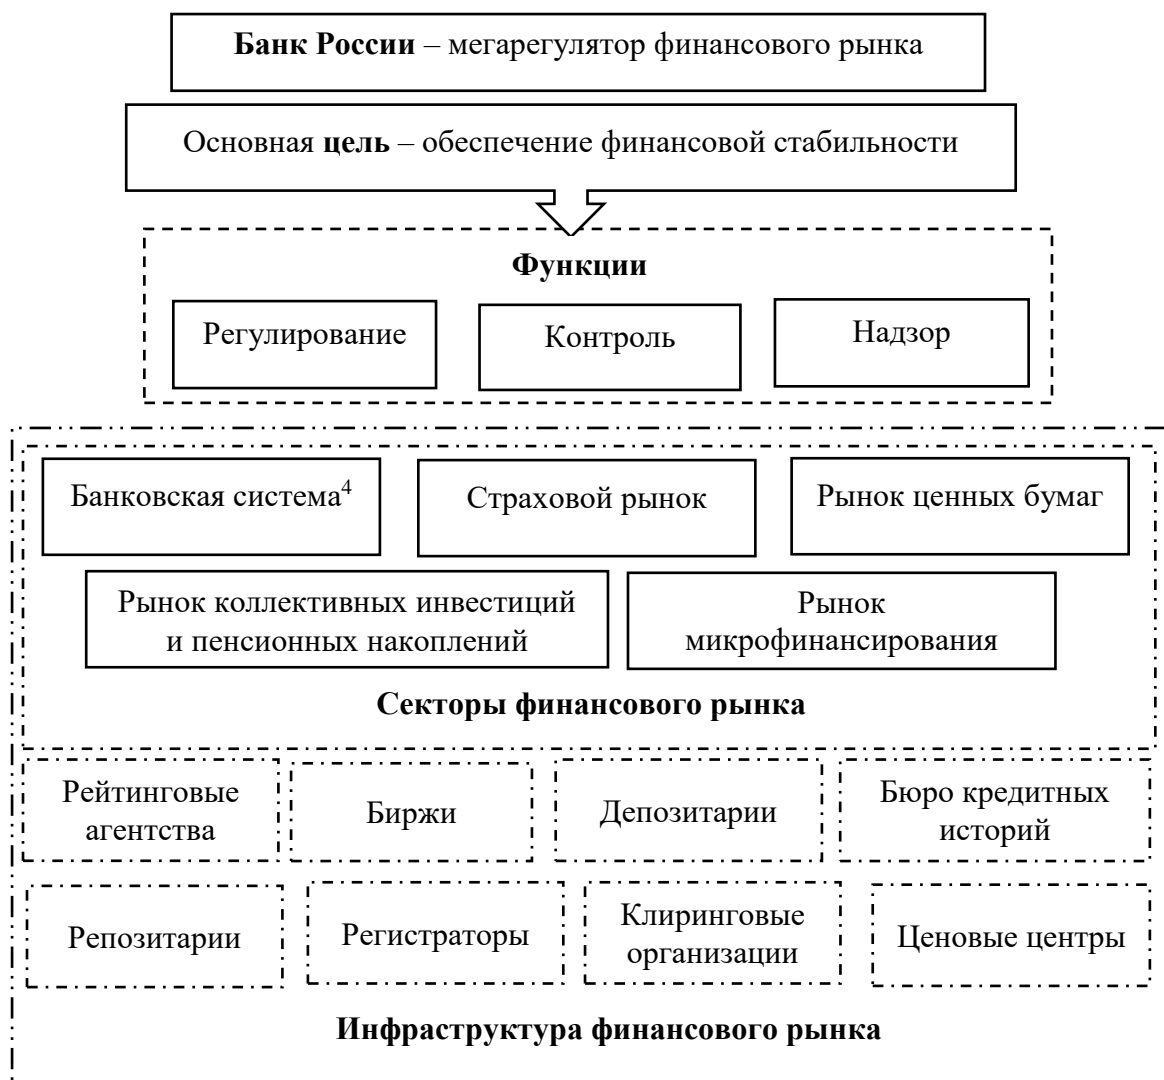 Банк России – мегарегулятор финансового рынка
Основная цель – обеспечение финансовой стабильности
Функции
Регулирование
Контроль
Надзор
Банковская система⁴
Страховой рынок
Рынок ценных бумаг
Рынок коллективных инвестиций
и пенсионных накоплений
Рынок
микрофинансирования
Секторы финансового рынка
Рейтинговые
агентства
Биржи
Депозитарии
Бюро кредитных
историй
Репозитарии
Регистраторы
Клиринговые
организации
Ценовые центры
Инфраструктура финансового рынка